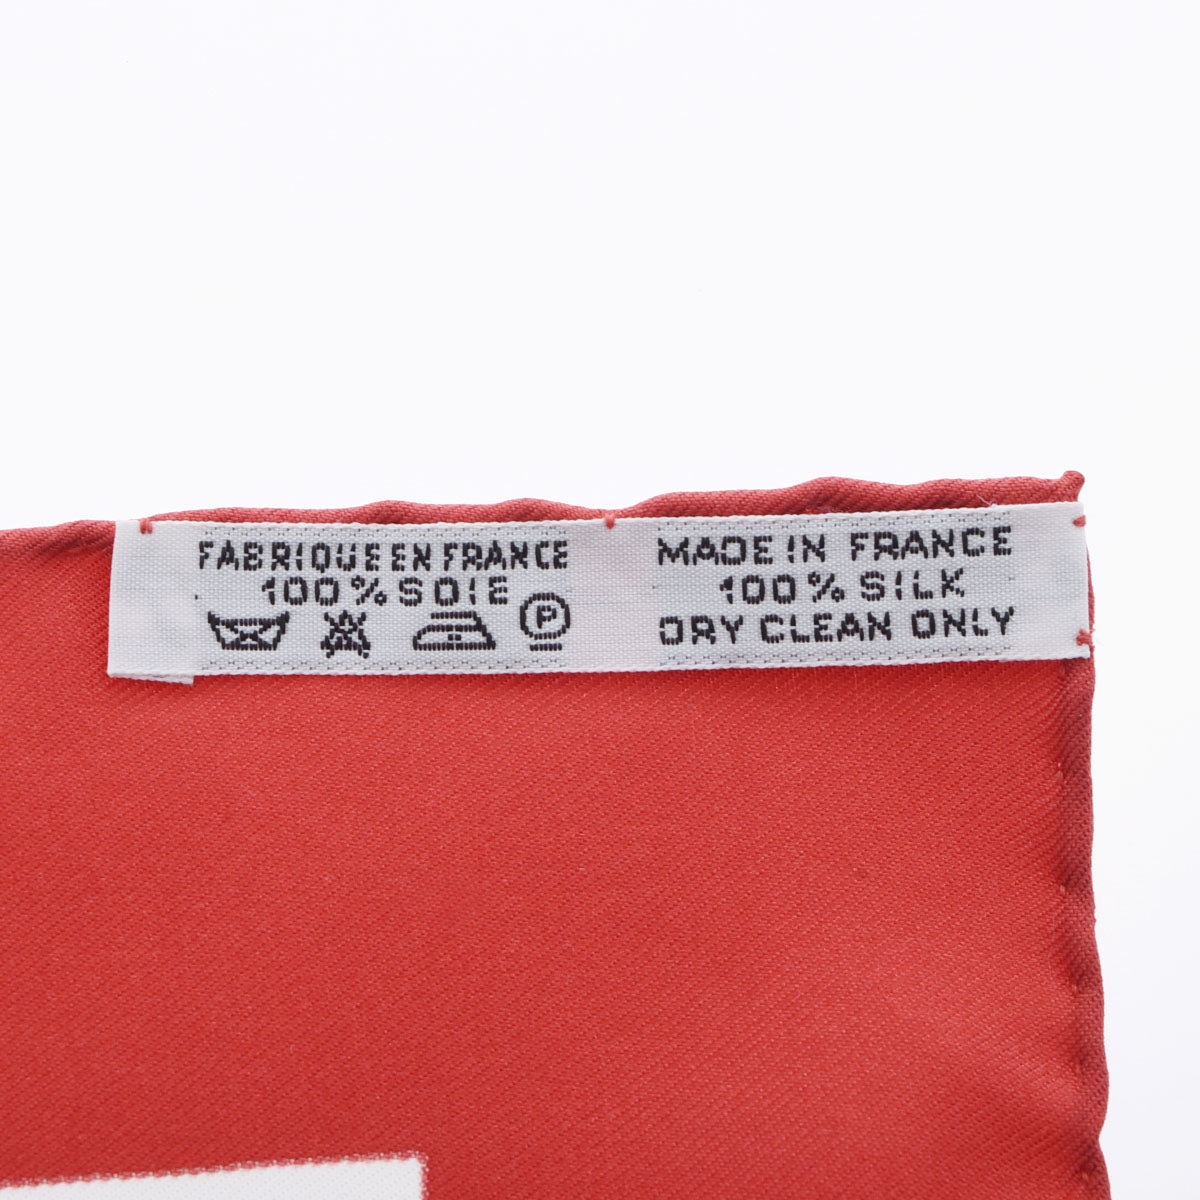 FABRIQUE EN FRANCE
100% SOIE
P
MADE IN FRANCE
100% SILK
DRY CLEAN ONLY